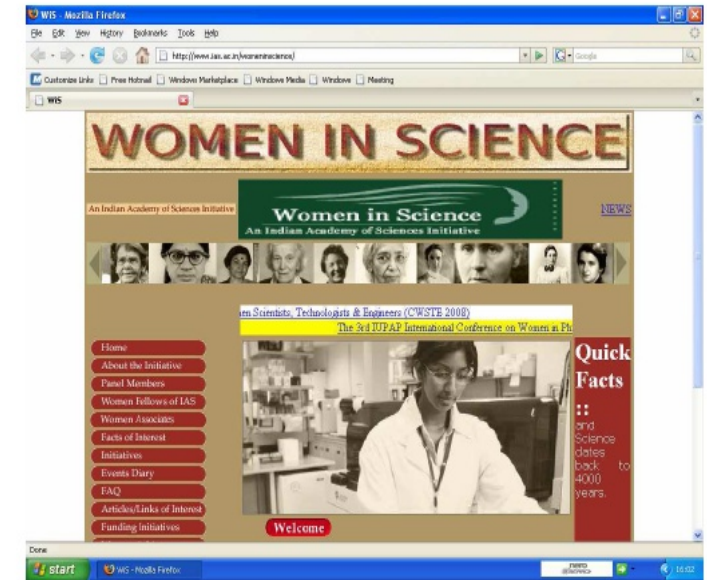 WiS - Mozilla Firefox
File Edit View History Bookmarks Tools Help
http://www.ias.ac.in/womeninscience/
Google
Customize Links Free Hotmail Windows Marketplace Windows Media Windows Meeting
WiS
WOMEN IN SCIENCE
An Indian Academy of Sciences Initiative
Women in Science
An Indian Academy of Sciences Initiative
NEWS
en Scientists, Technologists & Engineers (CWSTE 2008)
The 3rd IUPAP International Conference on Women in Ph
Home
About the Initiative
Panel Members
Women Fellows of IAS
Women Associates
Facts of Interest
Initiatives
Events Diary
FAQ
Articles/Links of Interest
Funding Initiatives
Quick
Facts
::
and
Science
dates
back to
4000
years.
Welcome
Done
start
WiS - Mozilla Firefox
16:02